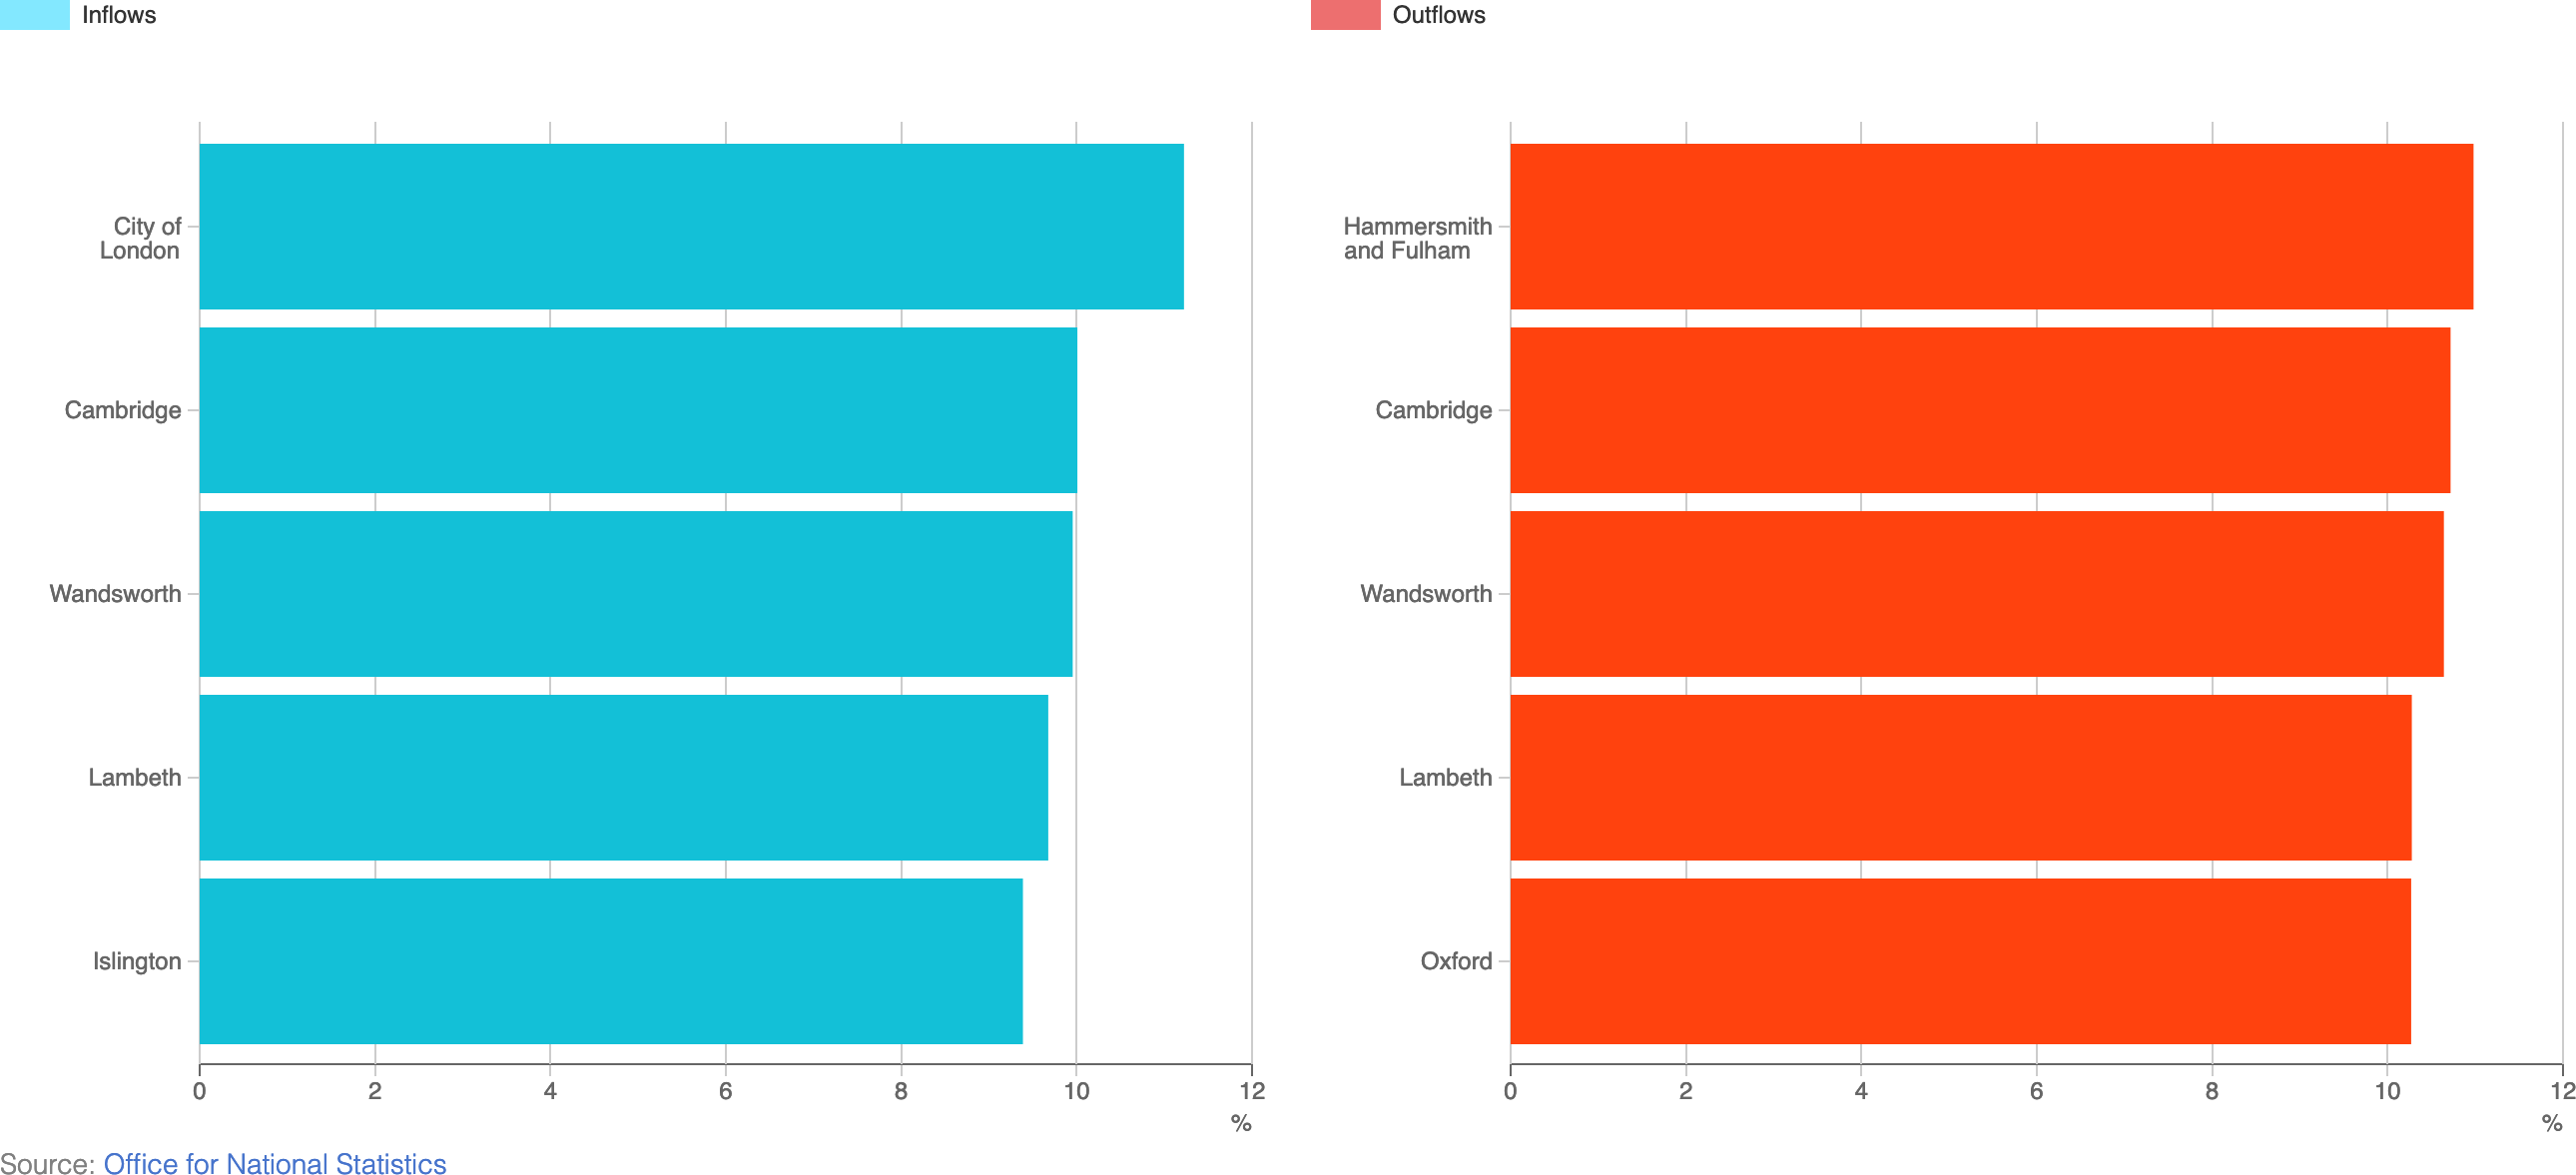 Inflows
City of
London
Cambridge
Wandsworth
Lambeth
Islington
0 2 4 6 8 10 12
%
Outflows
Hammersmith
and Fulham
Cambridge
Wandsworth
Lambeth
Oxford
0 2 4 6 8 10 12
%
Source: Office for National Statistics